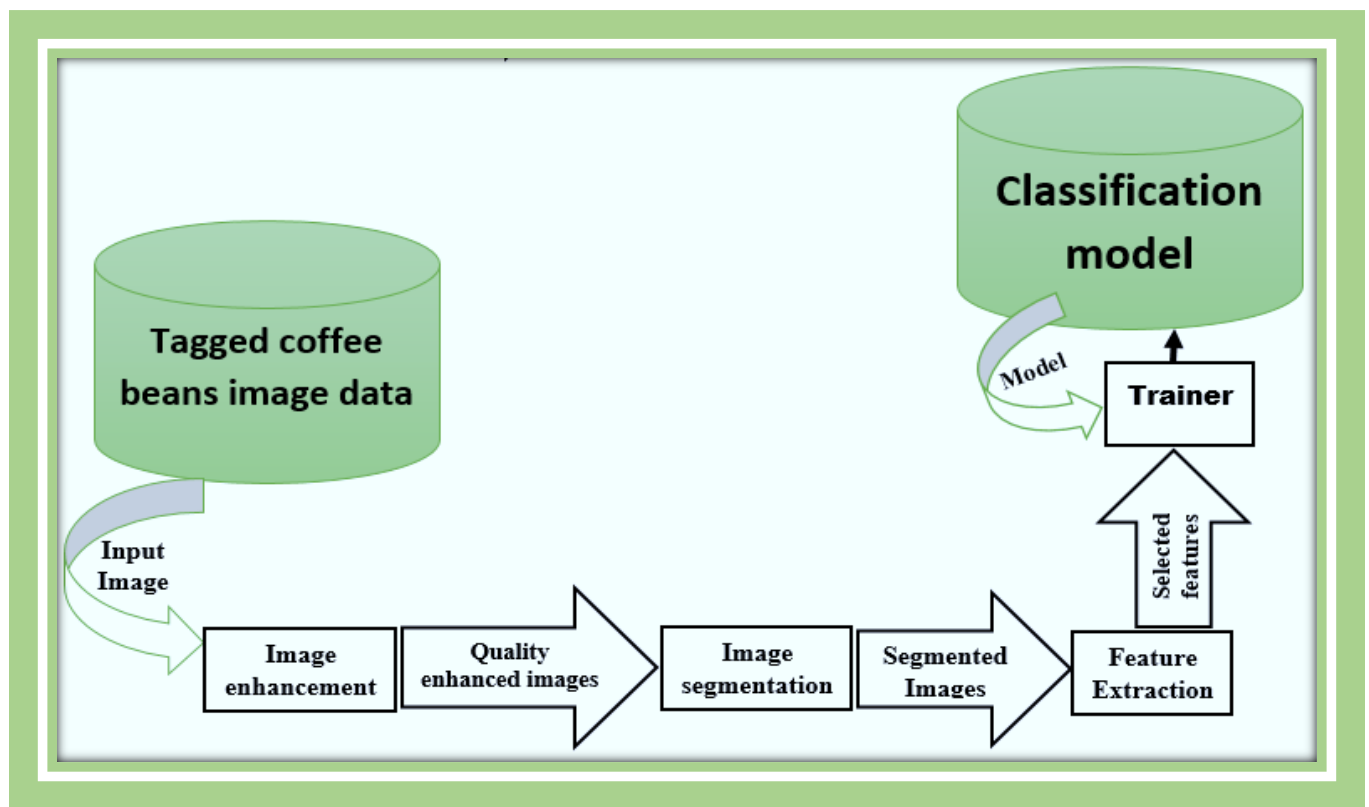 Tagged coffee
beans image data
Input
Image
Image
enhancement
Quality
enhanced images
Image
segmentation
Segmented
Images
Feature
Extraction
Selected
features
Trainer
Model
Classification
model